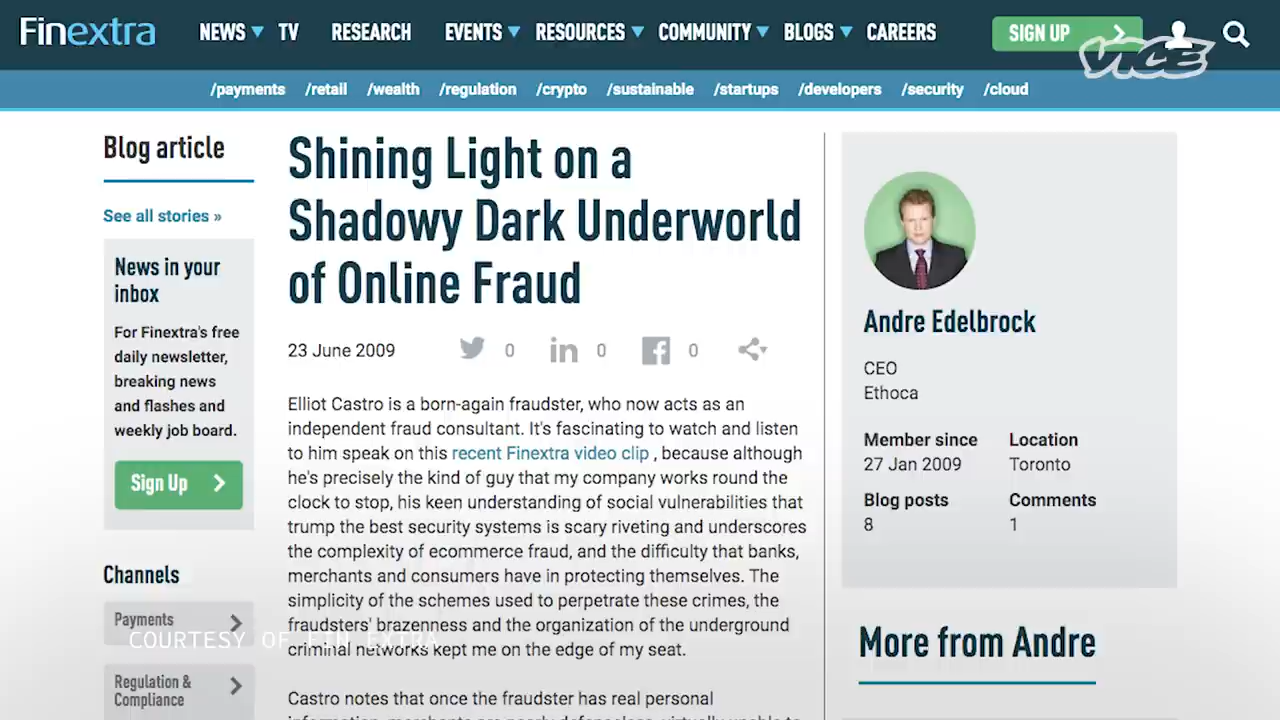 Finextra
NEWS TV RESEARCH EVENTS RESOURCES COMMUNITY BLOGS CAREERS SIGN UP
VICE
/payments /retail /wealth /regulation /crypto /sustainable /startups /developers /security /cloud
Blog article
See all stories »
News in your
inbox
For Finextra's free
daily newsletter,
breaking news
and flashes and
weekly job board.
Sign Up
Channels
Payments
Regulation &
Compliance
Shining Light on a
Shadowy Dark Underworld
of Online Fraud
23 June 2009 0 0 0
Elliot Castro is a born-again fraudster, who now acts as an
independent fraud consultant. It's fascinating to watch and listen
to him speak on this recent Finextra video clip , because although
he's precisely the kind of guy that my company works round the
clock to stop, his keen understanding of social vulnerabilities that
trump the best security systems is scary riveting and underscores
the complexity of ecommerce fraud, and the difficulty that banks,
merchants and consumers have in protecting themselves. The
simplicity of the schemes used to perpetrate these crimes, the
fraudsters' brazenness and the organization of the underground
criminal networks kept me on the edge of my seat.
Castro notes that once the fraudster has real personal
information, merchants are nearly defenseless, virtually unable to
Andre Edelbrock
CEO
Ethoca
Member since Location
27 Jan 2009 Toronto
Blog posts Comments
8 1
More from Andre
COURTESY OF FIN EXTRA